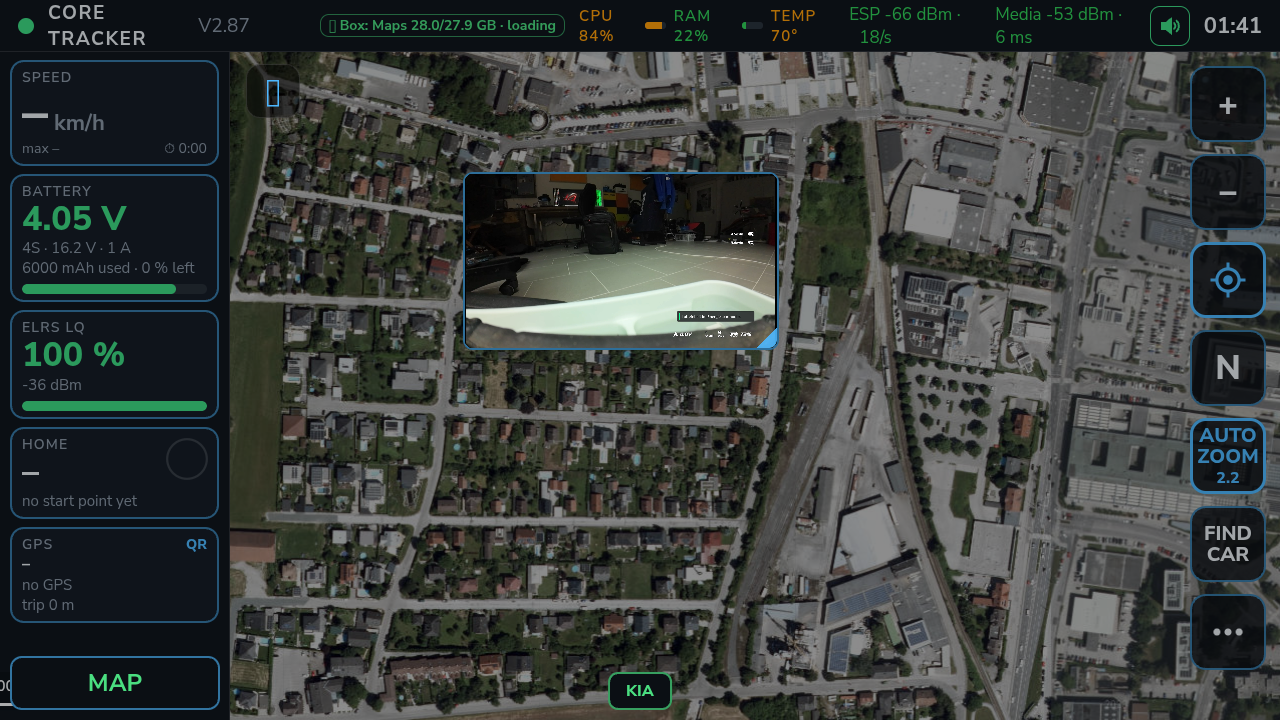 CORE
TRACKER
V2.87
Box: Maps 28.0/27.9 GB · loading
CPU
84%
RAM
22%
TEMP
70°
ESP -66 dBm ·
18/s
Media -53 dBm ·
6 ms
01:41
SPEED
– km/h
max –
⏱ 0:00
BATTERY
4.05 V
4S · 16.2 V · 1 A
6000 mAh used · 0 % left
ELRS LQ
100 %
-36 dBm
HOME
–
no start point yet
GPS
QR
–
no GPS
trip 0 m
MAP
KIA
+
−
N
AUTO
ZOOM
2.2
FIND
CAR
•••